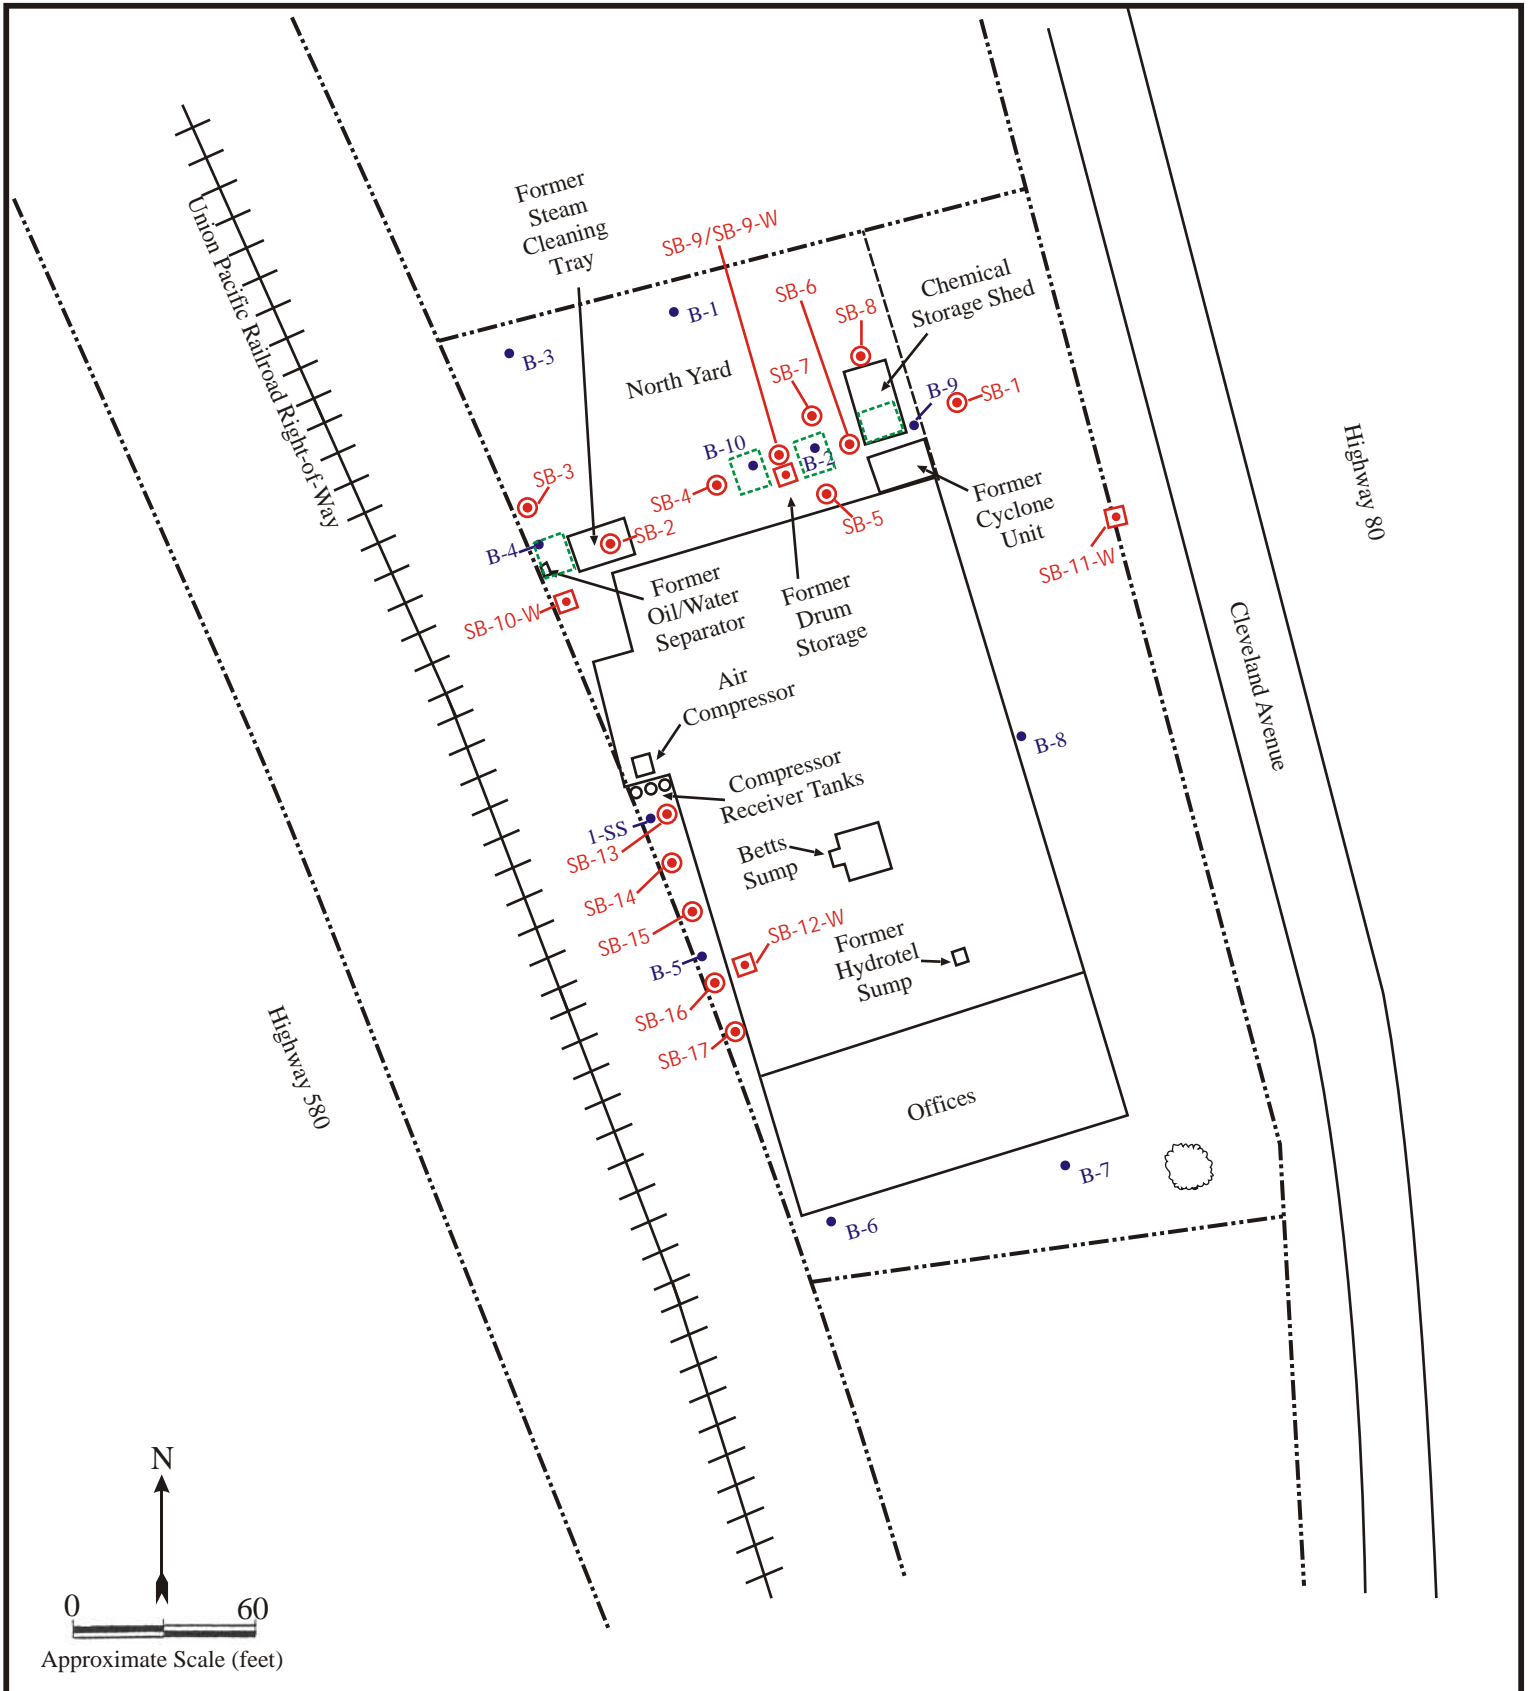 Former
Steam
Cleaning
Tray
SB-9/SB-9-W
SB-6
SB-8
Chemical
Storage Shed
B-1
B-3
North Yard
SB-7
B-9
SB-1
B-10
B-2
SB-3
SB-4
SB-5
SB-2
B-4
Former
Cyclone
Unit
SB-11-W
SB-10-W
Former
Oil/Water
Separator
Former
Drum
Storage
Union Pacific Railroad Right-of-Way
Highway 80
Cleveland Avenue
Air
Compressor
B-8
Compressor
Receiver Tanks
1-SS
SB-13
Betts
Sump
SB-14
SB-15
SB-12-W
B-5
Former
Hydrotel
Sump
SB-16
SB-17
Highway 580
Offices
B-7
B-6
N
0 60
Approximate Scale (feet)